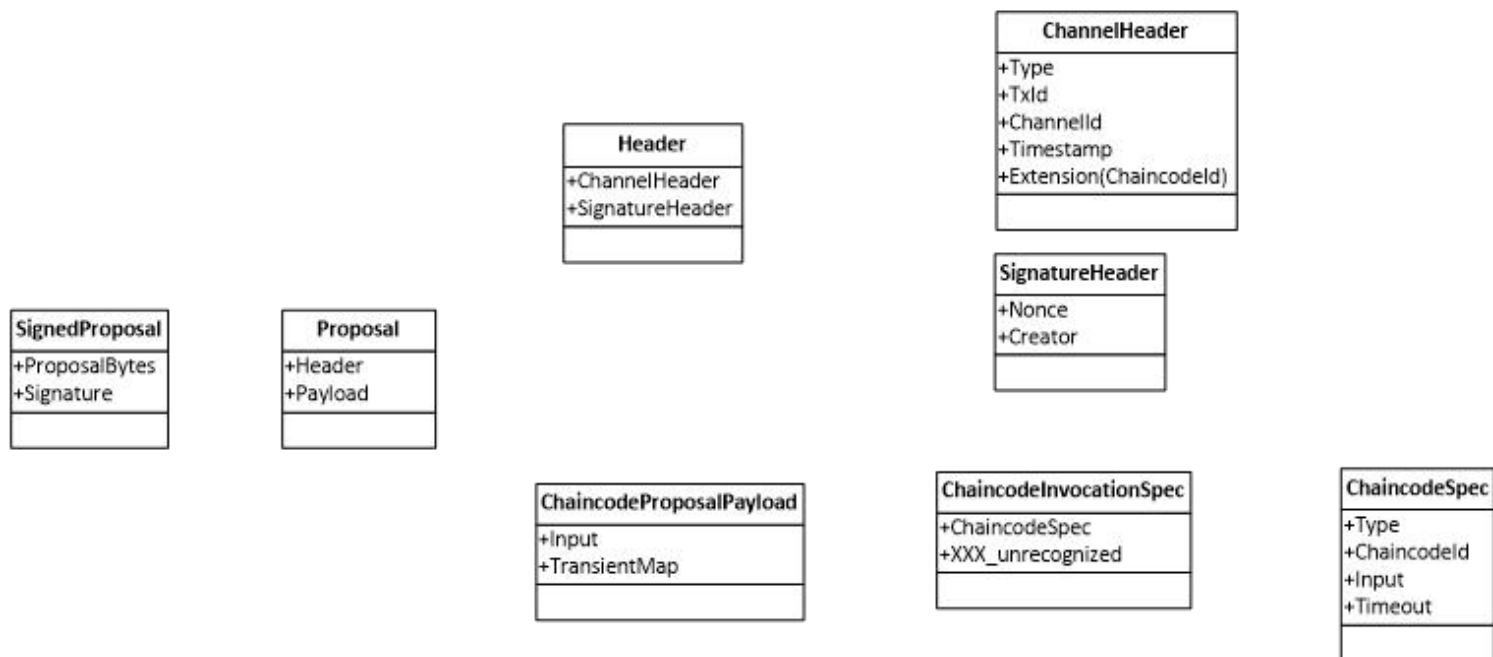 ChannelHeader
+Type
+TxId
+ChannelId
+Timestamp
+Extension(ChaincodeId)
Header
+ChannelHeader
+SignatureHeader
SignatureHeader
+Nonce
+Creator
SignedProposal
+ProposalBytes
+Signature
Proposal
+Header
+Payload
ChaincodeProposalPayload
+Input
+TransientMap
ChaincodeInvocationSpec
+ChaincodeSpec
+XXX_unrecognized
ChaincodeSpec
+Type
+ChaincodeId
+Input
+Timeout